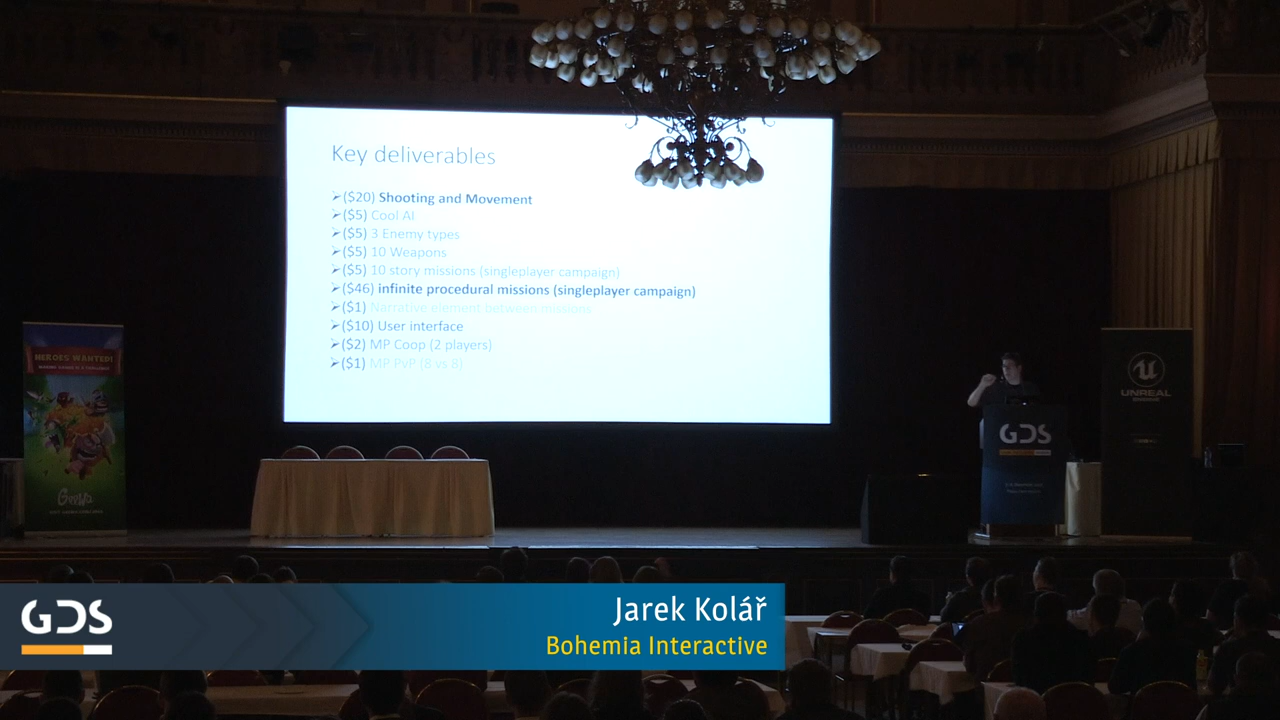 Key deliverables
➢($20) Shooting and Movement
➢($5) Cool AI
➢($5) 3 Enemy types
➢($5) 10 Weapons
➢($5) 10 story missions (singleplayer campaign)
➢($46) infinite procedural missions (singleplayer campaign)
➢($1) Narrative element between missions
➢($10) User interface
➢($2) MP Coop (2 players)
➢($1) MP PvP (8 vs 8)
HEROES WANTED!
GeeWa
UNREAL
GDS
GDS
Jarek Kolář
Bohemia Interactive